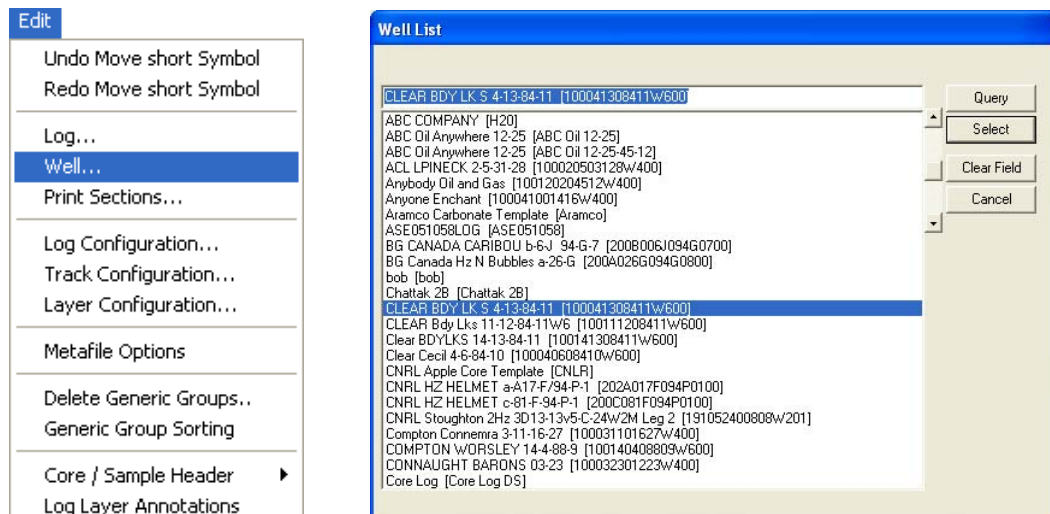 Edit
Undo Move short Symbol
Redo Move short Symbol
Log...
Well...
Print Sections...
Log Configuration...
Track Configuration...
Layer Configuration...
Metafile Options
Delete Generic Groups..
Generic Group Sorting
Core / Sample Header
Log Layer Annotations
Well List
CLEAR BDY LK S 4-13-84-11 [100041308411W600]
Query
Select
Clear Field
Cancel
ABC COMPANY [H20]
ABC Oil Anywhere 12-25 [ABC Oil 12-25]
ABC Oil Anywhere 12-25 [ABC Oil 12-25-45-12]
ACL LPINECK 2-5-31-28 [100020503128W400]
Anybody Oil and Gas [100120204512W400]
Anyone Enchant [100041001416W400]
Aramco Carbonate Template [Aramco]
ASE051058LOG [ASE051058]
BG CANADA CARIBOU b-6-J 94-G-7 [200B006J094G0700]
BG Canada Hz N Bubbles a-26-G [200A026G094G0800]
bob [bob]
Chattak 2B [Chattak 2B]
CLEAR BDY LK S 4-13-84-11 [100041308411W600]
CLEAR Bdy Lks 11-12-84-11W6 [100111208411W600]
Clear BDYLKS 14-13-84-11 [100141308411W600]
Clear Cecil 4-6-84-10 [100040608410W600]
CNRL Apple Core Template [CNLR]
CNRL HZ HELMET a-A17-F/94-P-1 [202A017F094P0100]
CNRL HZ HELMET c-81-F-94-P-1 [200C081F094P0100]
CNRL Stoughton 2Hz 3D13-13v5-C-24W2M Leg 2 [191052400808W201]
Compton Connemra 3-11-16-27 [100031101627W400]
COMPTON WORSLEY 14-4-88-9 [100140408809W600]
CONNAUGHT BARONS 03-23 [100032301223W400]
Core Log [Core Log DS]